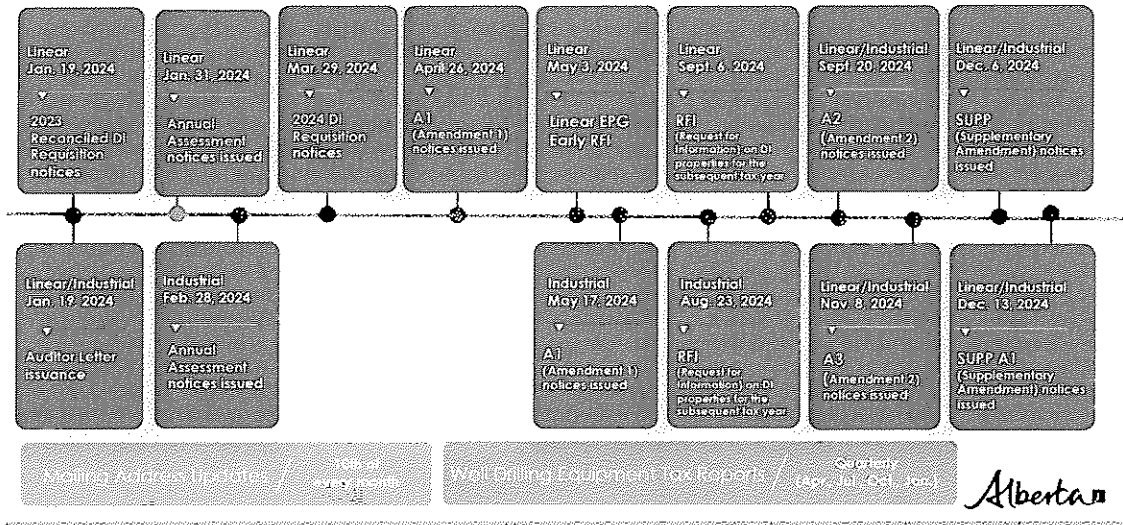 Linear
Jan. 19, 2024
2023
Reconciled DI
Requisition
notices
Linear
Jan. 31, 2024
Annual
Assessment
notices issued
Linear
Mar. 29, 2024
2024 DI
Requisition
notices
Linear
April 26, 2024
A1
(Amendment 1)
notices issued
Linear
May 3, 2024
Linear EPG
Early RFI
Linear
Sept. 6, 2024
RFI
(Request for
Information) on DI
properties for the
subsequent tax year
Linear/Industrial
Sept. 20, 2024
A2
(Amendment 2)
notices issued
Linear/Industrial
Dec. 6, 2024
SUPP
(Supplementary
Amendment) notices
issued
Linear/Industrial
Jan. 19, 2024
Auditor Letter
issuance
Industrial
Feb. 28, 2024
Annual
Assessment
notices issued
Industrial
May 17, 2024
A1
(Amendment 1)
notices issued
Industrial
Aug. 23, 2024
RFI
(Request for
Information) on DI
properties for the
subsequent tax year
Linear/Industrial
Nov. 8, 2024
A3
(Amendment 2)
notices issued
Linear/Industrial
Dec. 13, 2024
SUPP A1
(Supplementary
Amendment) notices
issued
Mailing Address Updates /
of
every month
Well Drilling Equipment Tax Reports /
Quarterly
(Apr, Jul, Oct, Jan.)
Alberta